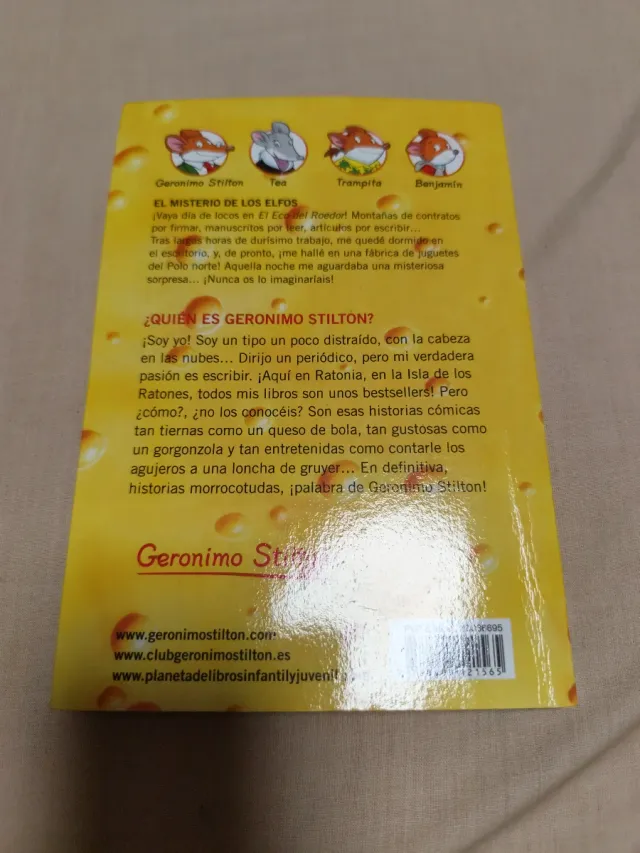 Geronimo Stilton Tea Trampita Benjamín
EL MISTERIO DE LOS ELFOS
¡Vaya día de locos en El Eco del Roedor! Montañas de contratos
por firmar, manuscritos por leer, artículos por escribir...
Tras largas horas de durísimo trabajo, me quedé dormido en
el escritorio, y, de pronto, ¡me hallé en una fábrica de juguetes
del Polo norte! Aquella noche me aguardaba una misteriosa
sorpresa... ¡Nunca os lo imaginaríais!
¿QUIÉN ES GERONIMO STILTON?
¡Soy yo! Soy un tipo un poco distraído, con la cabeza
en las nubes... Dirijo un periódico, pero mi verdadera
pasión es escribir. ¡Aquí en Ratonia, en la Isla de los
Ratones, todos mis libros son unos bestsellers! Pero
¿cómo?, ¿no los conocéis? Son esas historias cómicas
tan tiernas como un queso de bola, tan gustosas como
un gorgonzola y tan entretenidas como contarle los
agujeros a una loncha de gruyer... En definitiva,
historias morrocotudas, ¡palabra de Geronimo Stilton!
Geronimo
www.geronimostilton.com
www.clubgeronimostilton.es